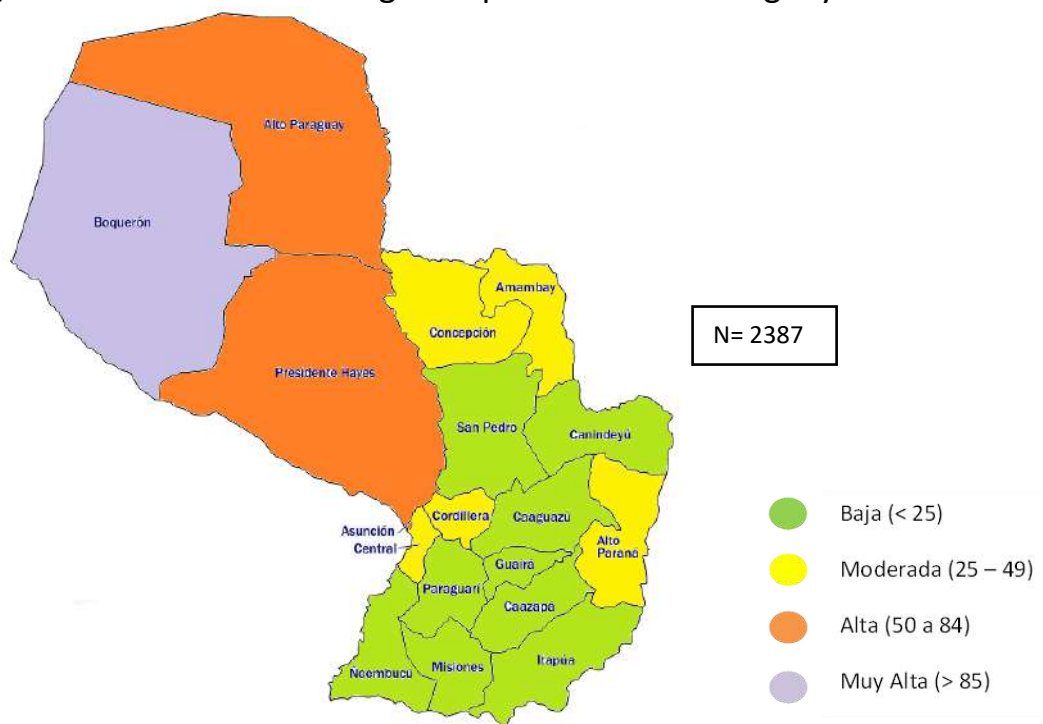 Alto Paraguay
Boquerón
Amambay
Concepción
N= 2387
Presidente Hayes
San Pedro
Canindeyú
Cordillera
Caaguazú
Asunción
Central
Alto
Paraná
Guairá
Paraguarí
Caazapá
Ñeembucú
Misiones
Itapúa
Baja (< 25)
Moderada (25 – 49)
Alta (50 a 84)
Muy Alta (> 85)